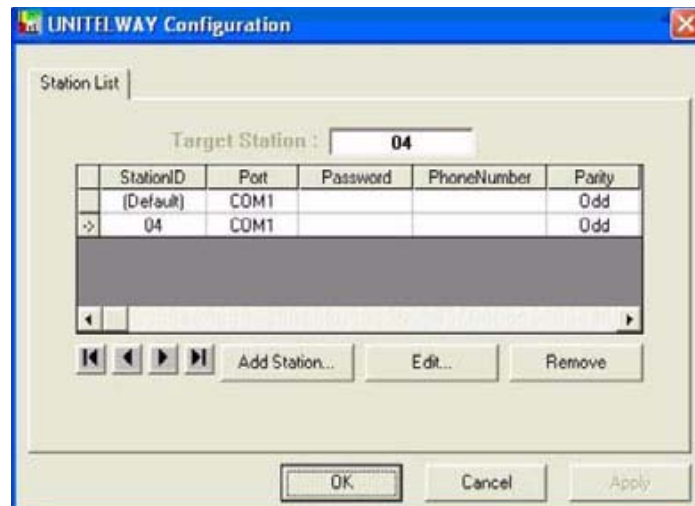 UNITELWAY Configuration
Station List
Target Station : 04
StationID Port Password PhoneNumber Parity
(Default) COM1 Odd
-> 04 COM1 Odd
Add Station... Edit... Remove
OK Cancel Apply